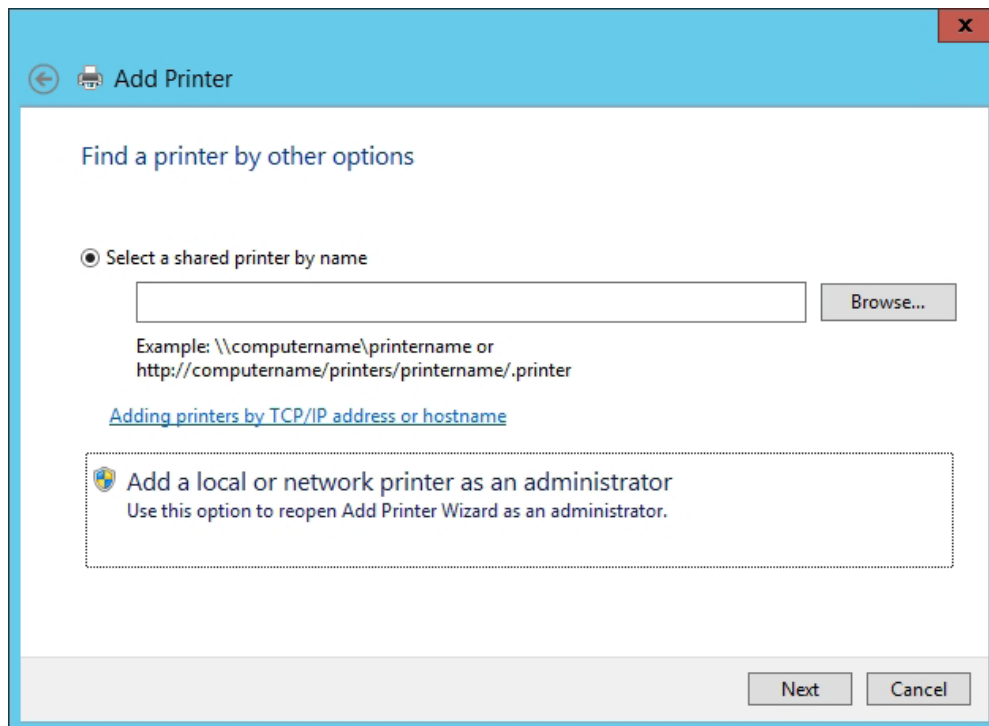 x
Add Printer
Find a printer by other options
Select a shared printer by name
Browse...
Example: \\computername\printername or
http://computername/printers/printername/.printer
Adding printers by TCP/IP address or hostname
Add a local or network printer as an administrator
Use this option to reopen Add Printer Wizard as an administrator.
Next Cancel